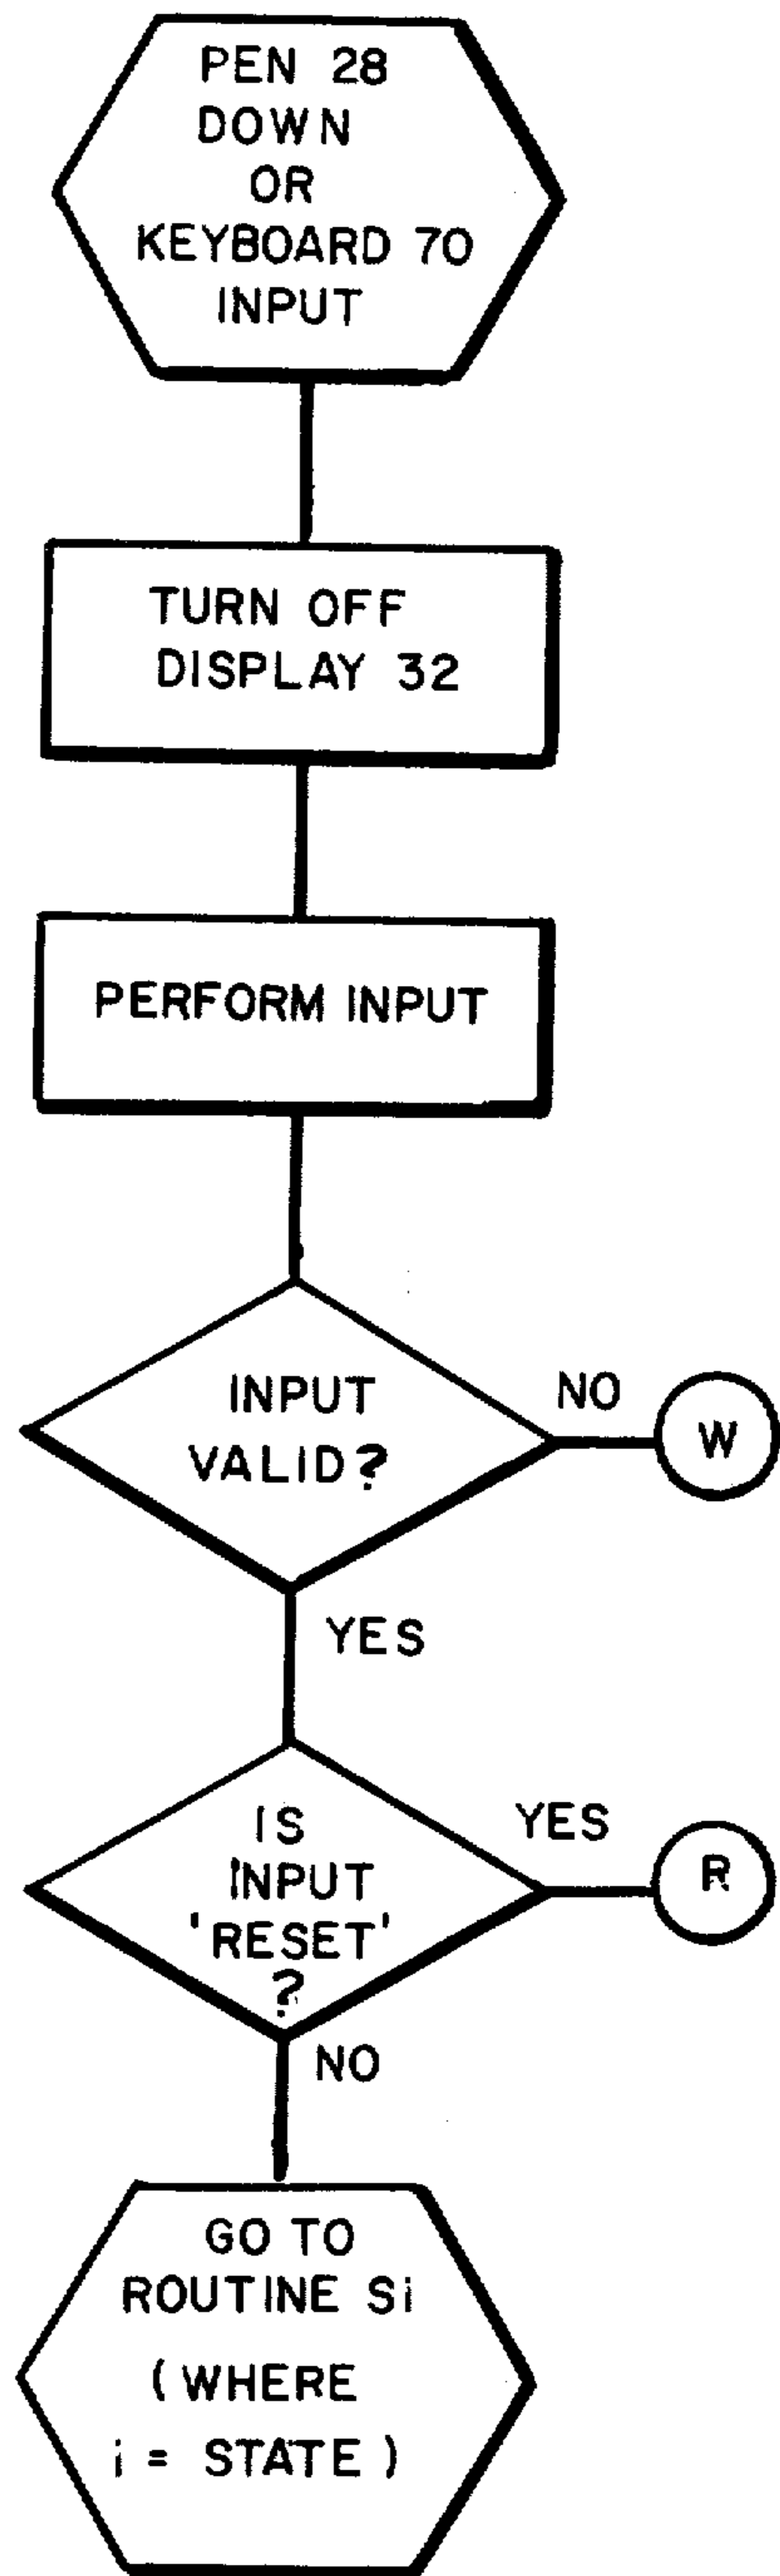 PEN 28
DOWN
OR
KEYBOARD 70
INPUT
TURN OFF
DISPLAY 32
PERFORM INPUT
INPUT
VALID?
NO
W
YES
IS
INPUT
'RESET'
?
YES
R
NO
GO TO
ROUTINE Si
(WHERE
i = STATE)